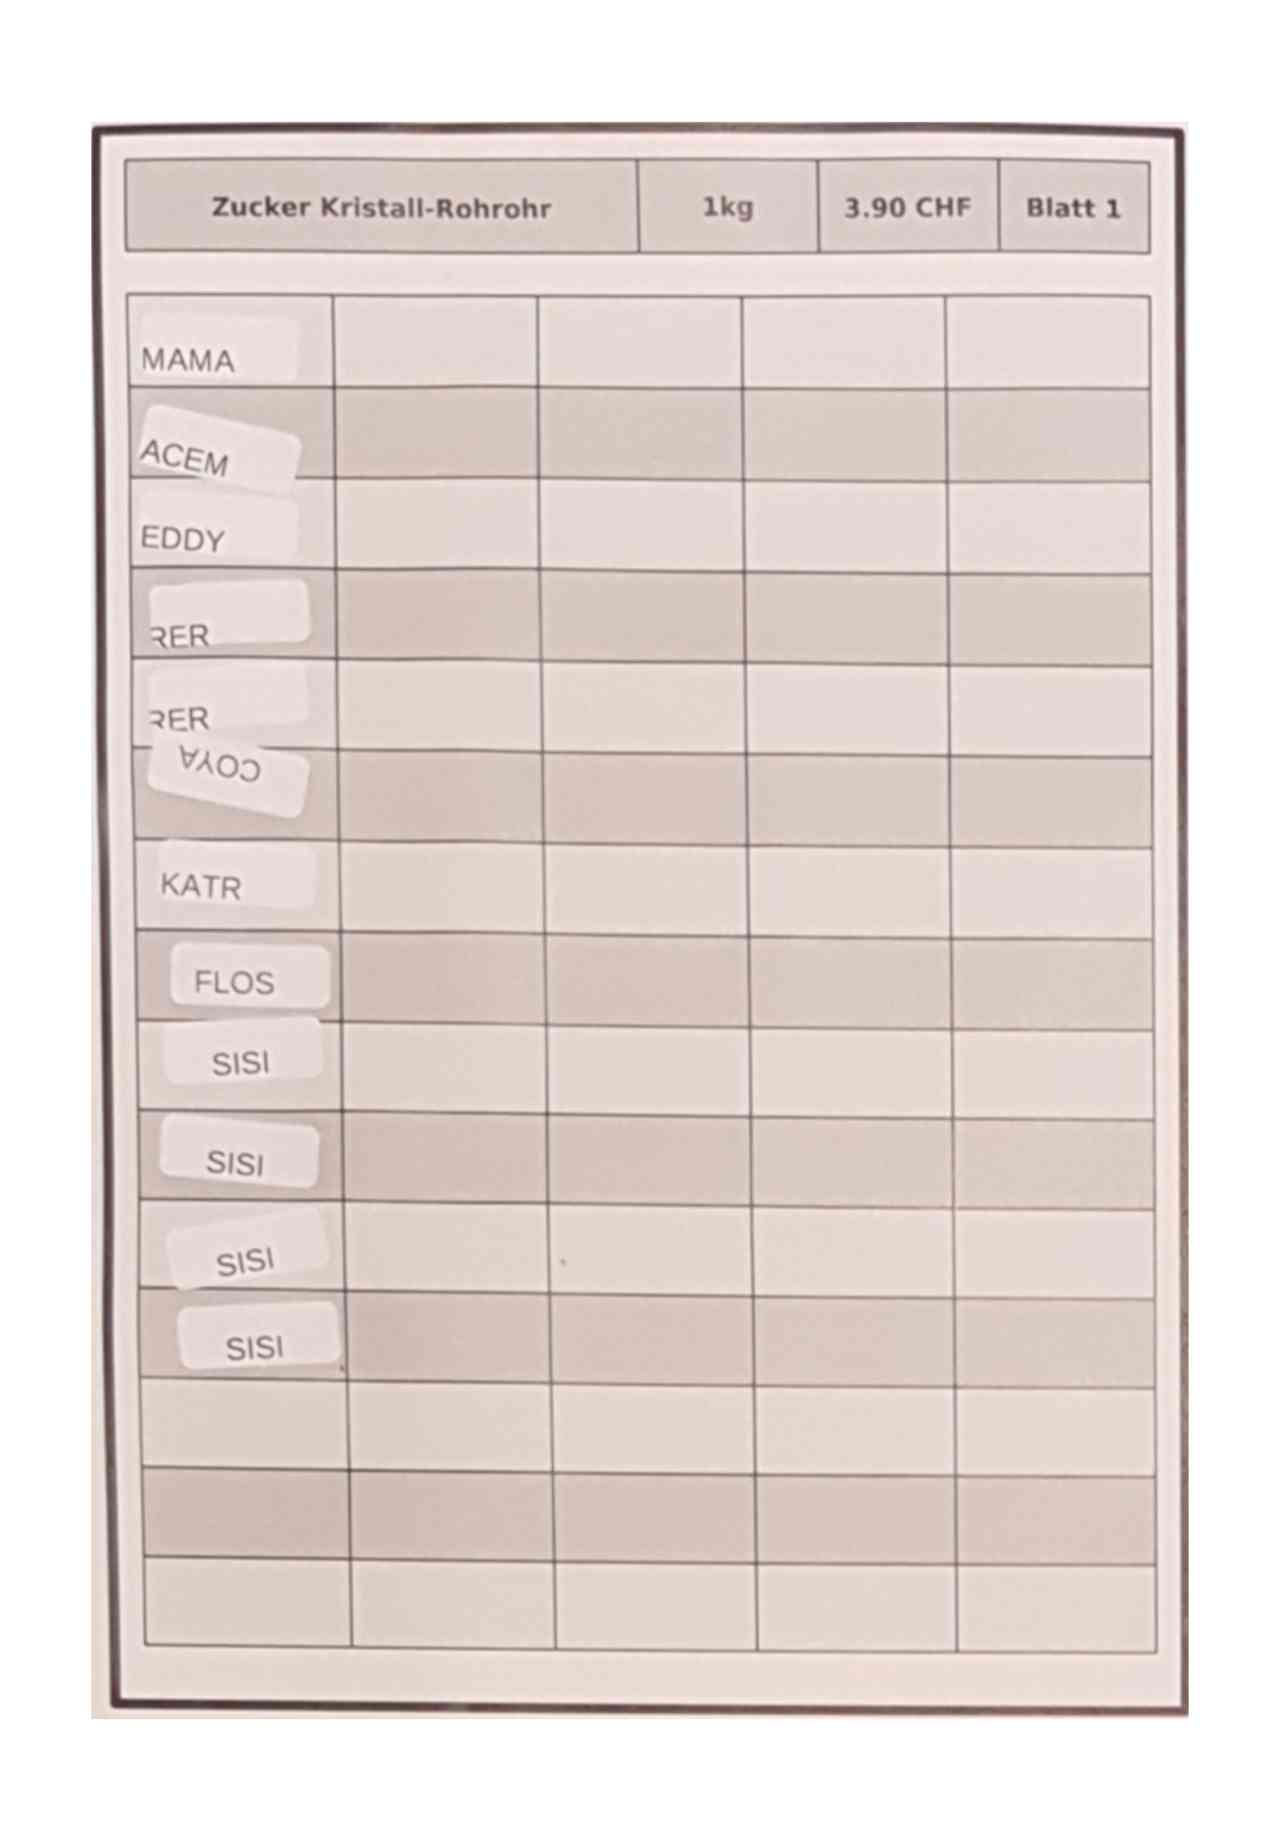 Zucker Kristall-Rohrohr 1kg 3.90 CHF Blatt 1
MAMA
ACEM
EDDY
RER
RER
COYA
KATR
FLOS
SISI
SISI
SISI
SISI